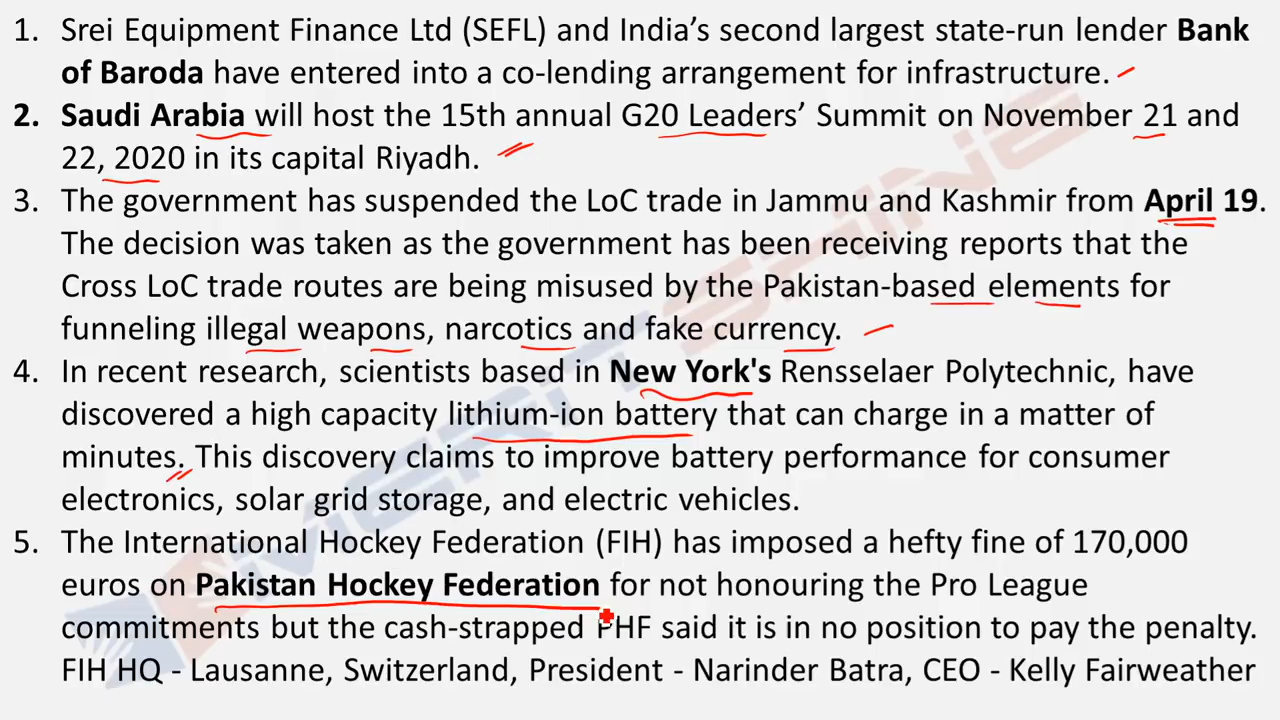 1. Srei Equipment Finance Ltd (SEFL) and India's second largest state-run lender Bank
of Baroda have entered into a co-lending arrangement for infrastructure.
2. Saudi Arabia will host the 15th annual G20 Leaders' Summit on November 21 and
22, 2020 in its capital Riyadh.
3. The government has suspended the LoC trade in Jammu and Kashmir from April 19.
The decision was taken as the government has been receiving reports that the
Cross LoC trade routes are being misused by the Pakistan-based elements for
funneling illegal weapons, narcotics and fake currency.
4. In recent research, scientists based in New York's Rensselaer Polytechnic, have
discovered a high capacity lithium-ion battery that can charge in a matter of
minutes. This discovery claims to improve battery performance for consumer
electronics, solar grid storage, and electric vehicles.
5. The International Hockey Federation (FIH) has imposed a hefty fine of 170,000
euros on Pakistan Hockey Federation for not honouring the Pro League
commitments but the cash-strapped PHF said it is in no position to pay the penalty.
FIH HQ - Lausanne, Switzerland, President - Narinder Batra, CEO - Kelly Fairweather